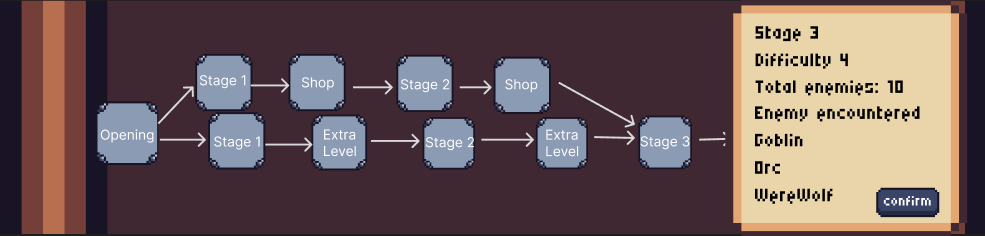 Opening
Stage 1
Shop
Stage 2
Shop
Stage 1
Extra
Level
Stage 2
Extra
Level
Stage 3
Stage 3
Difficulty 4
Total enemies: 10
Enemy encountered
Goblin
Orc
WereWolf
confirm